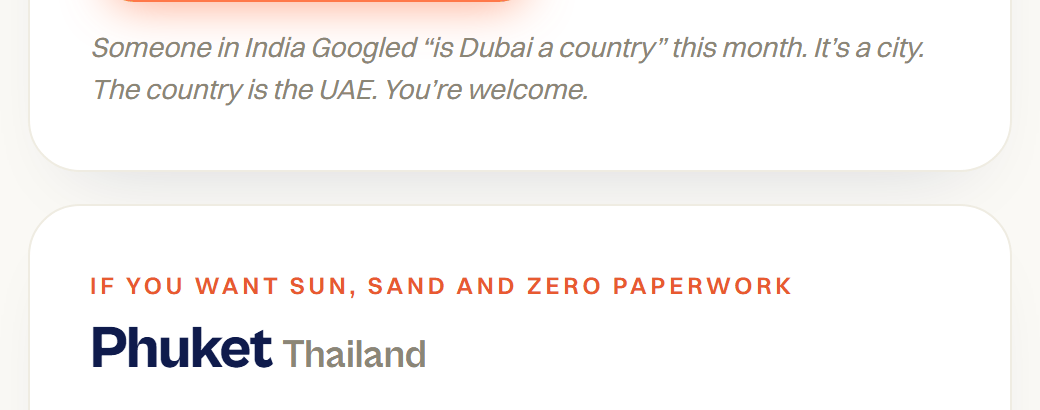 Someone in India Googled “is Dubai a country” this month. It’s a city.
The country is the UAE. You’re welcome.
IF YOU WANT SUN, SAND AND ZERO PAPERWORK
Phuket Thailand